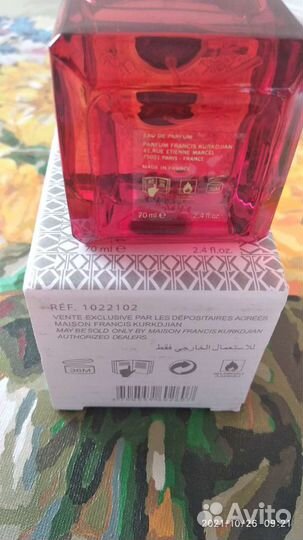 EAU DE PARFUM
PARFUM FRANCIS KURKDJIAN
42, RUE ETIENNE MARCEL
75001 PARIS - FRANCE
MADE IN FRANCE
70 ml e 2.4 fl.oz.
70 ml e 2.4 fl.oz.
RÉF. 1022102
VENTE EXCLUSIVE PAR LES DÉPOSITAIRES AGRÉÉS
MAISON FRANCIS KURKDJIAN
MAY BE SOLD ONLY BY MAISON FRANCIS KURKDJIAN
AUTHORIZED DEALERS
للاستعمال الخارجي فقط
36M
2021-10-26 09:21
Avito